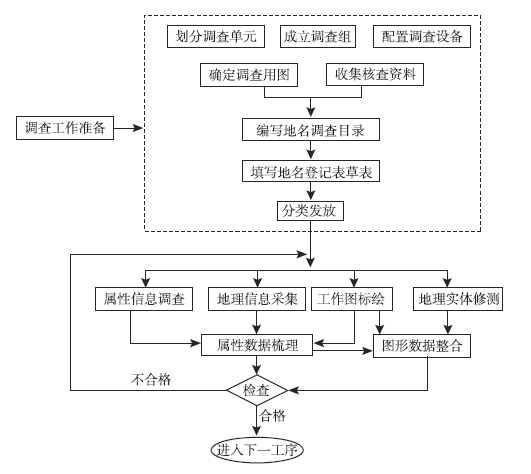 划分调查单元
成立调查组
配置调查设备
确定调查用图
收集核查资料
调查工作准备
编写地名调查目录
填写地名登记表草表
分类发放
属性信息调查
地理信息采集
工作图标绘
地理实体修测
属性数据梳理
图形数据整合
不合格
检查
合格
进入下一工序